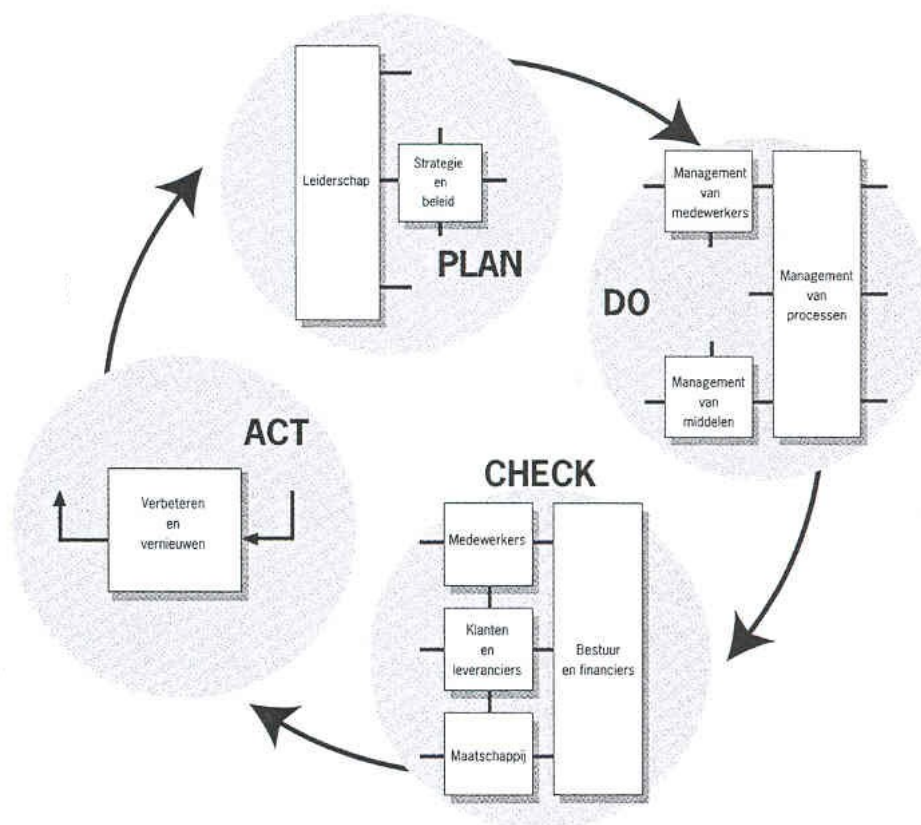 Leiderschap
Strategie
en
beleid
PLAN
Management
van
medewerkers
Management
van
processen
DO
Management
van
middelen
CHECK
Medewerkers
Klanten
en
leveranciers
Maatschappij
Bestuur
en financiers
ACT
Verbeteren
en
vernieuwen